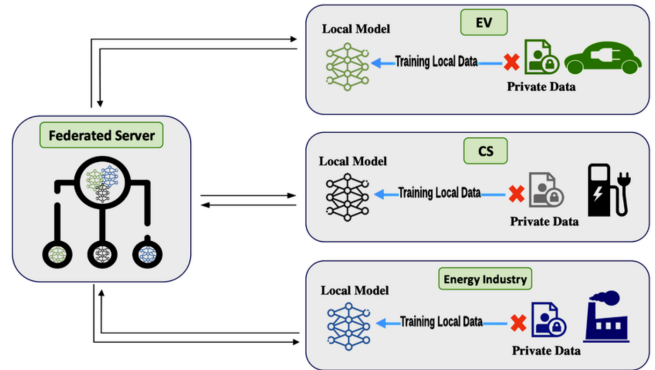 EV
Local Model
Training Local Data
Private Data
Federated Server
CS
Local Model
Training Local Data
Private Data
Energy Industry
Local Model
Training Local Data
Private Data